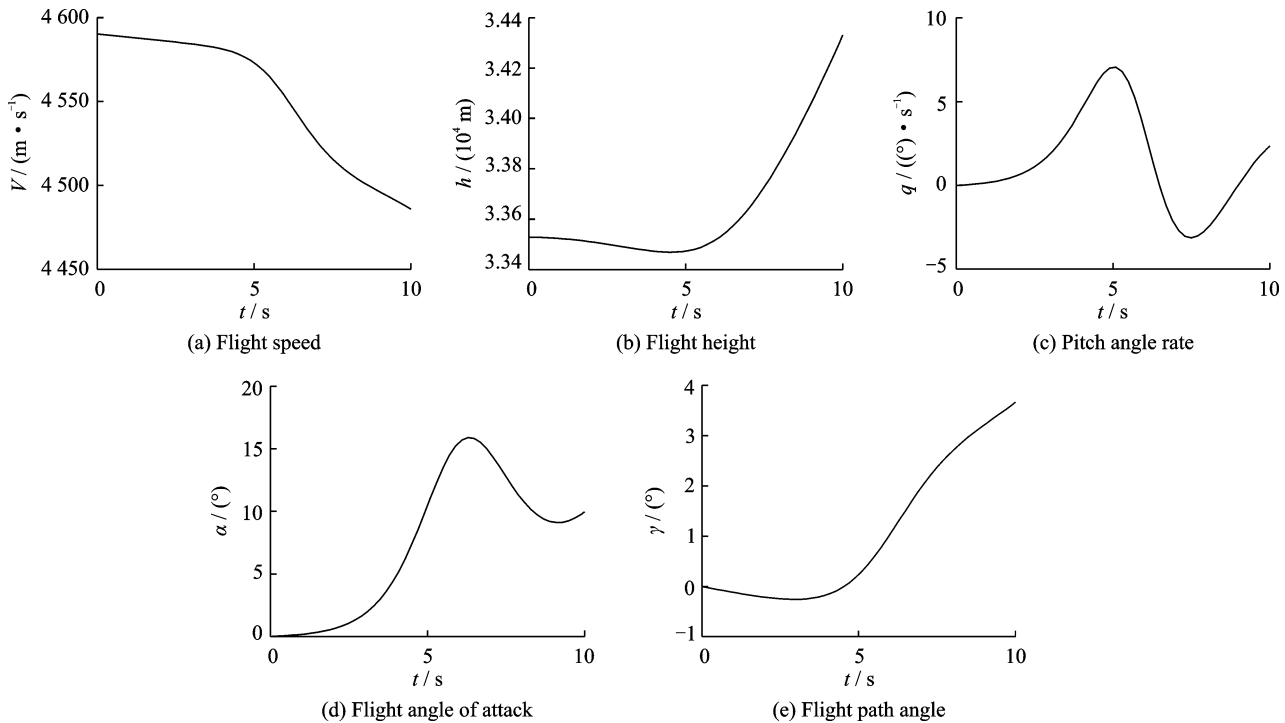 4 600
4 550
4 500
4 450
V / (m • s⁻¹)
0 5 10
t / s
(a) Flight speed
3.44
3.42
3.40
3.38
3.36
3.34
h / (10⁴ m)
0 5 10
t / s
(b) Flight height
10
5
0
−5
q / ((°) • s⁻¹)
0 5 10
t / s
(c) Pitch angle rate
20
15
10
5
0
α / (°)
0 5 10
t / s
(d) Flight angle of attack
4
3
2
1
0
−1
γ / (°)
0 5 10
t / s
(e) Flight path angle